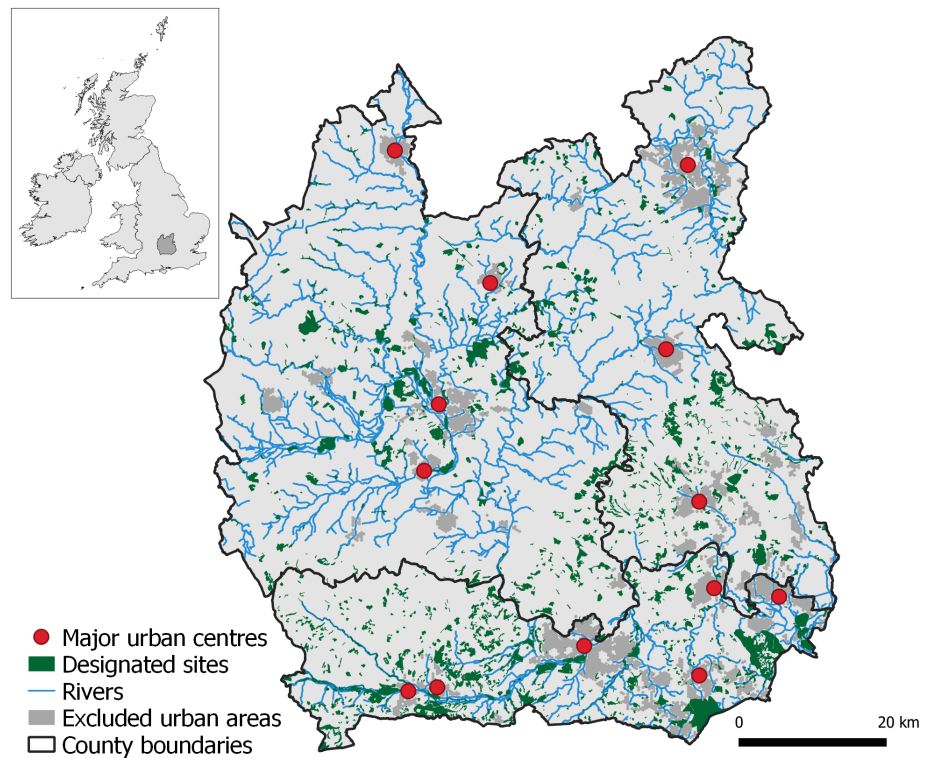 Major urban centres
Designated sites
Rivers
Excluded urban areas
County boundaries
0 20 km